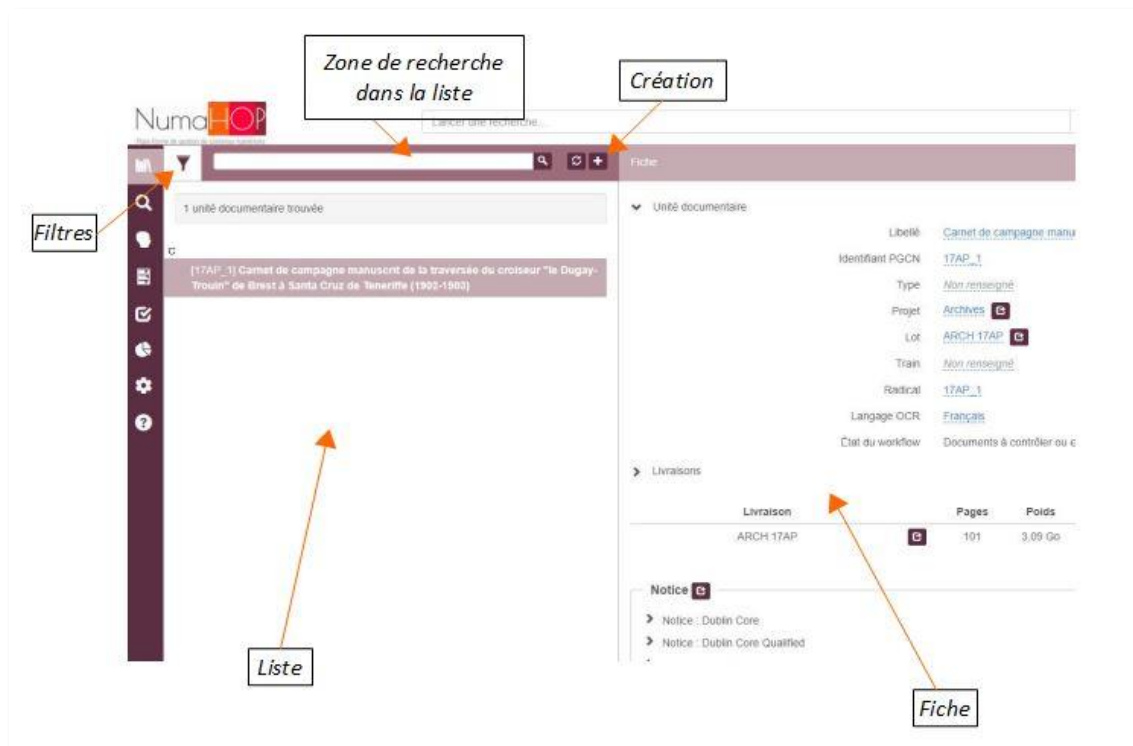 Zone de recherche
dans la liste
Création
NumaHOP
Lancer une recherche...
Fiche
Filtres
1 unité documentaire trouvée
Unité documentaire
C
[17AP_1] Carnet de campagne manuscrit de la traversée du croiseur "le Dugay-
Trouin" de Brest à Santa Cruz de Teneriffe (1902-1903)
Libellé Carnet de campagne manu
Identifiant PGCN 17AP_1
Type Non renseigné
Projet Archives
Lot ARCH 17AP
Train Non renseigné
Radical 17AP_1
Langage OCR Français
État du workflow Documents à contrôler ou e
Livraisons
Livraison Pages Poids
ARCH 17AP 101 3.09 Go
Notice
Notice : Dublin Core
Notice : Dublin Core Qualified
Liste
Fiche